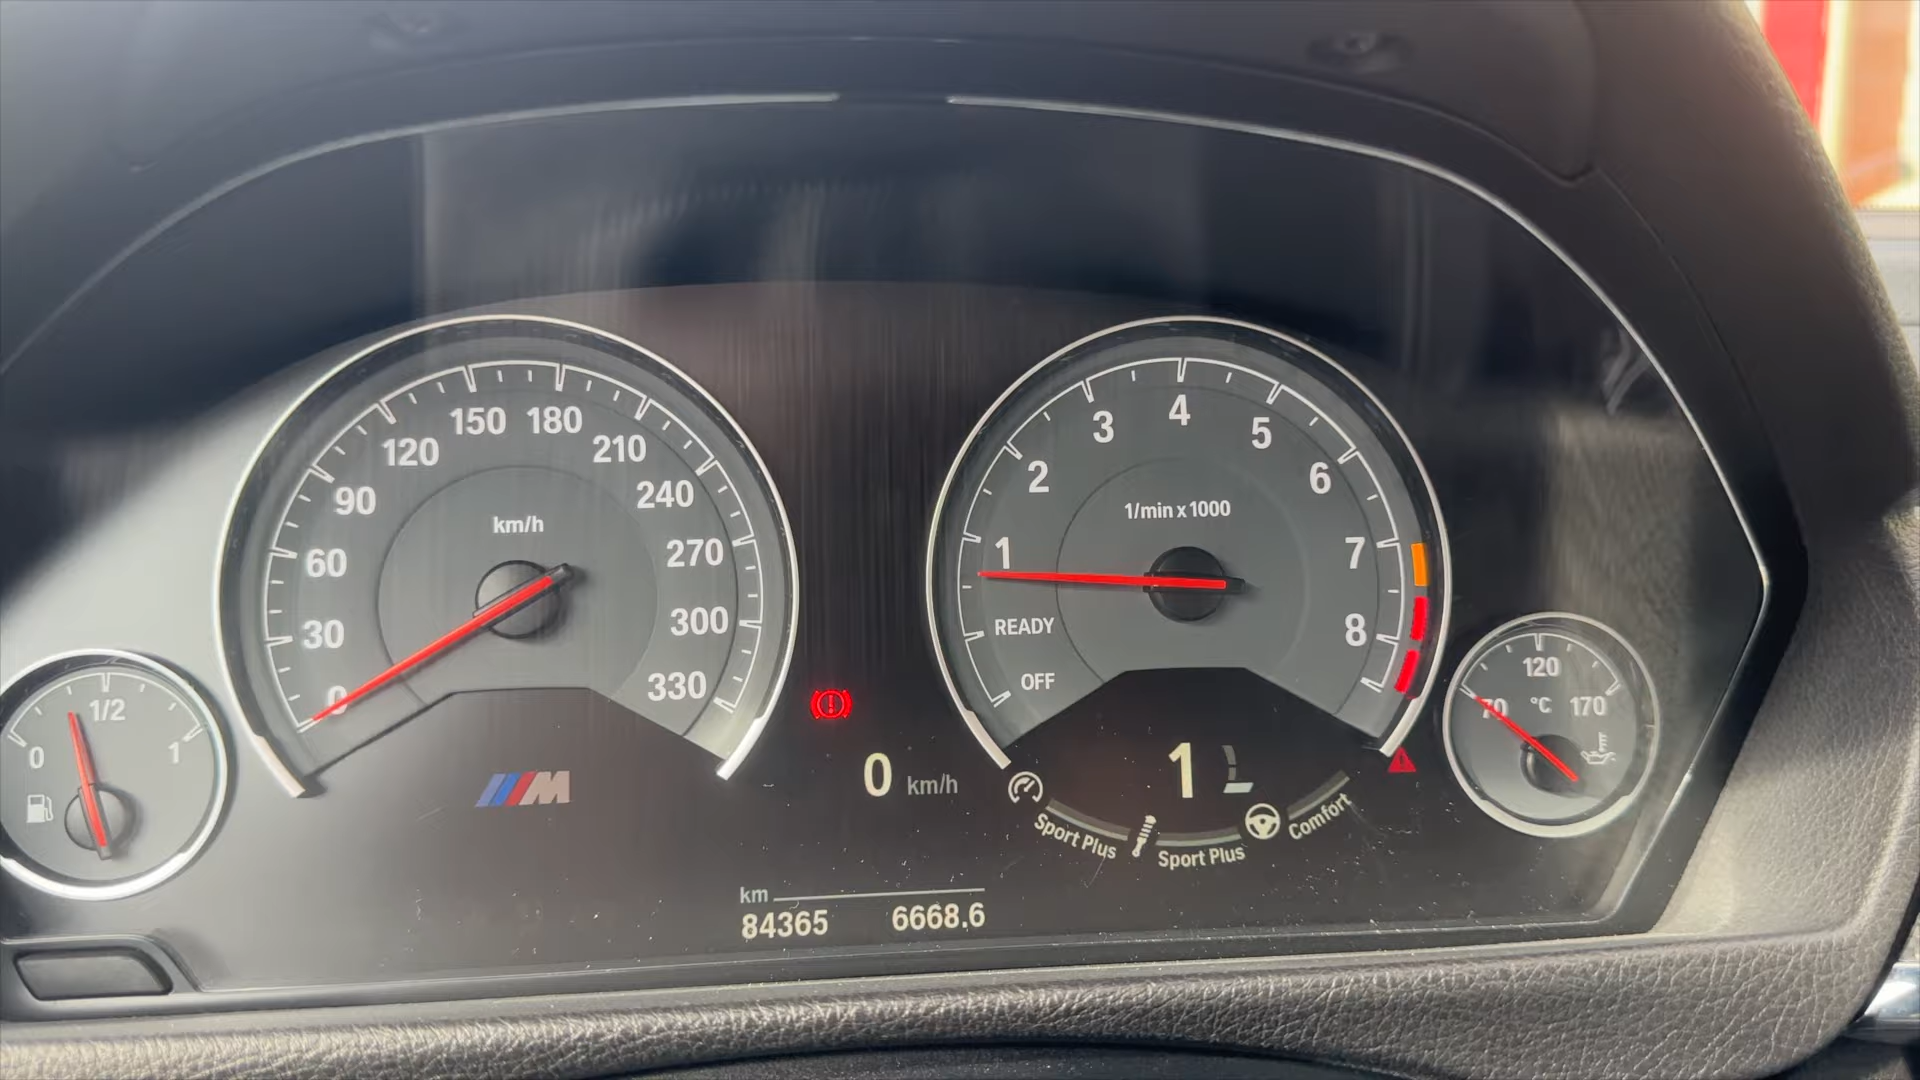 km/h
0
30
60
90
120
150
180
210
240
270
300
330
1/min x 1000
OFF
READY
1
2
3
4
5
6
7
8
0
1/2
1
70
120
170
°C
M
0 km/h
1
Sport Plus
Sport Plus
Comfort
km
84365 6668.6